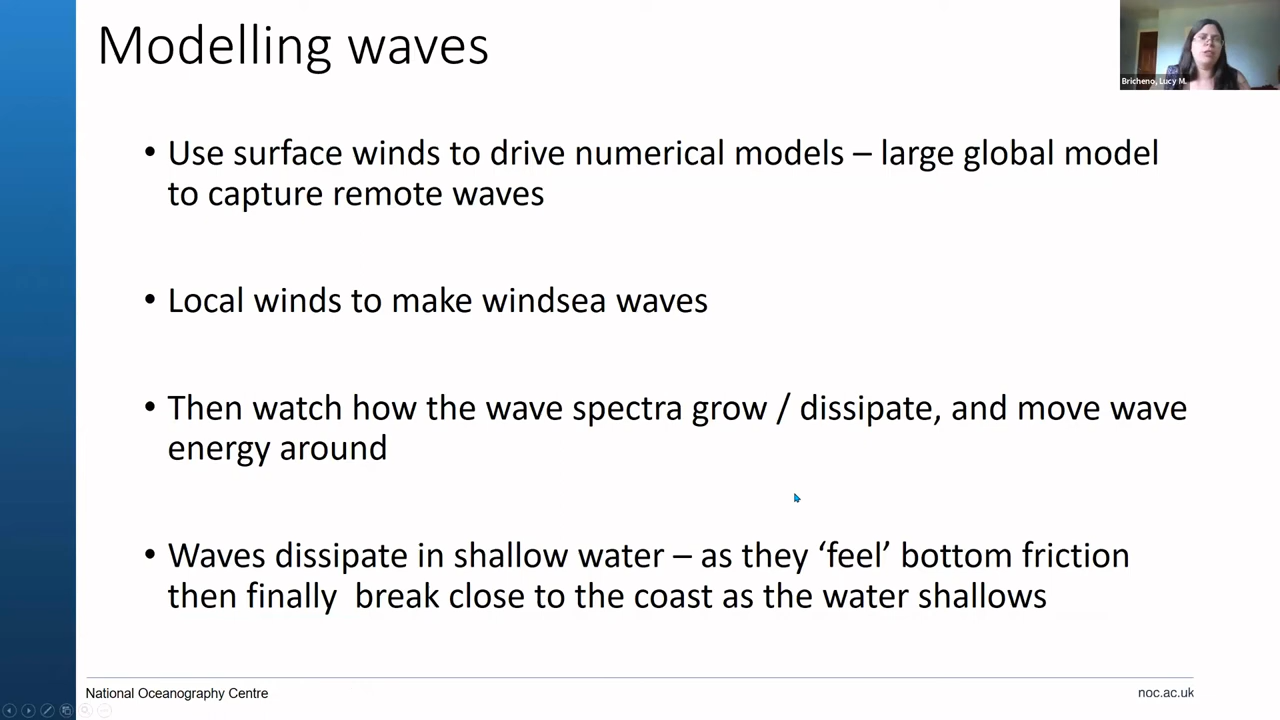 Modelling waves
Bricheno, Lucy M.
• Use surface winds to drive numerical models – large global model
to capture remote waves
• Local winds to make windsea waves
• Then watch how the wave spectra grow / dissipate, and move wave
energy around
• Waves dissipate in shallow water – as they ‘feel’ bottom friction
then finally  break close to the coast as the water shallows
National Oceanography Centre
noc.ac.uk